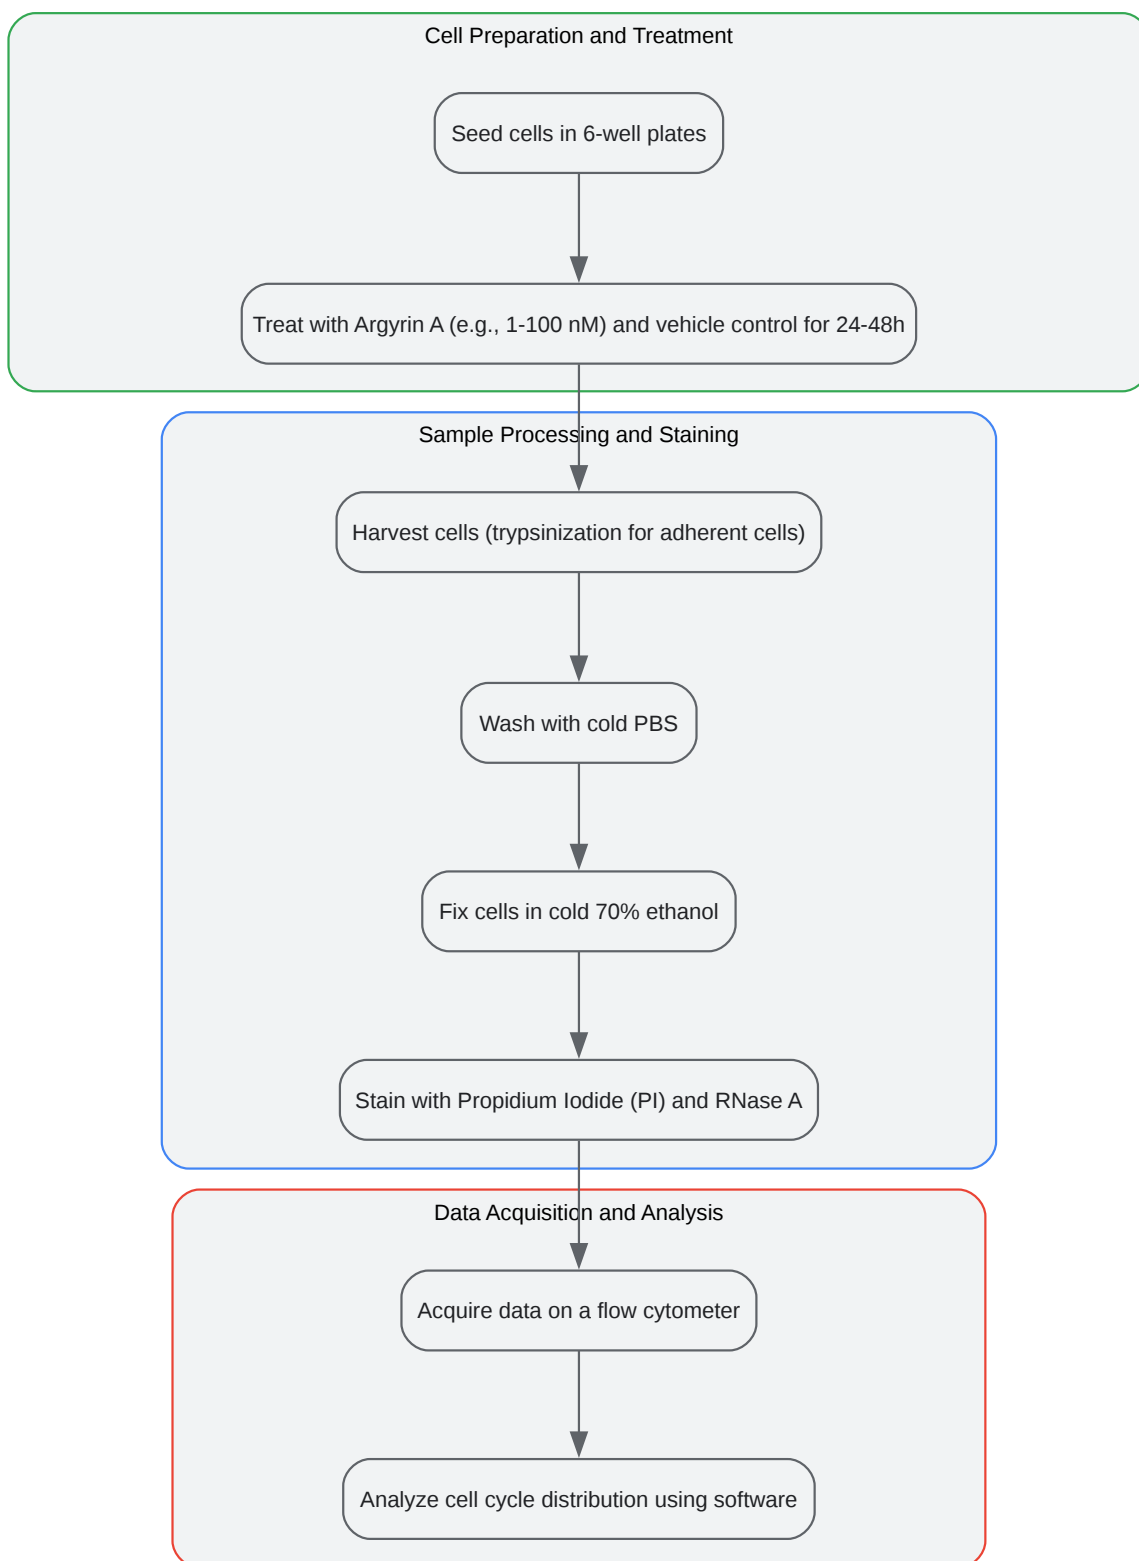 Cell Preparation and Treatment
Seed cells in 6-well plates
Treat with Argyrin A (e.g., 1-100 nM) and vehicle control for 24-48h
Sample Processing and Staining
Harvest cells (trypsinization for adherent cells)
Wash with cold PBS
Fix cells in cold 70% ethanol
Stain with Propidium Iodide (PI) and RNase A
Data Acquisition and Analysis
Acquire data on a flow cytometer
Analyze cell cycle distribution using software